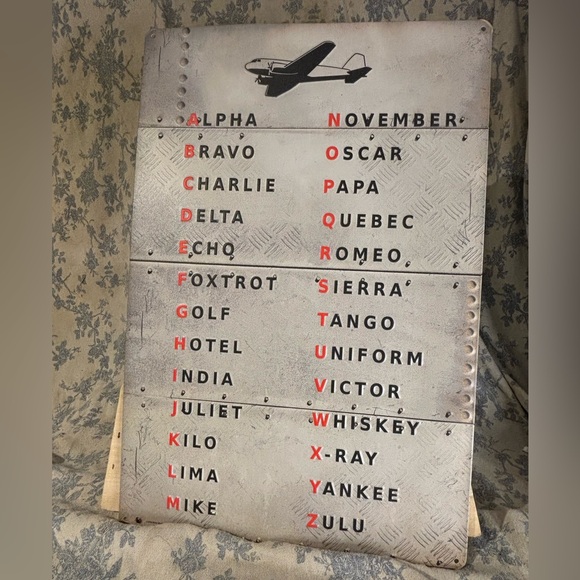 ALPHA
BRAVO
CHARLIE
DELTA
ECHO
FOXTROT
GOLF
HOTEL
INDIA
JULIET
KILO
LIMA
MIKE
NOVEMBER
OSCAR
PAPA
QUEBEC
ROMEO
SIERRA
TANGO
UNIFORM
VICTOR
WHISKEY
X-RAY
YANKEE
ZULU